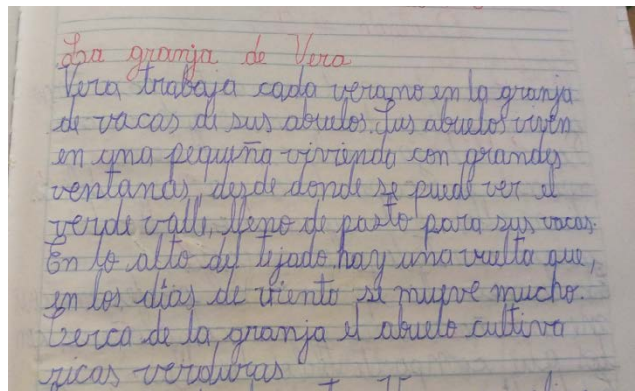 La granja de Vera
Vera trabaja cada verano en la granja
de vacas de sus abuelos. Sus abuelos viven
en una pequeña vivienda con grandes
ventanas, desde donde se puede ver el
verde valle, lleno de pasto para sus vacas.
En lo alto del tejado hay una vuelta que,
en los días de viento se mueve mucho.
Cerca de la granja el abuelo cultiva
ricas verduras